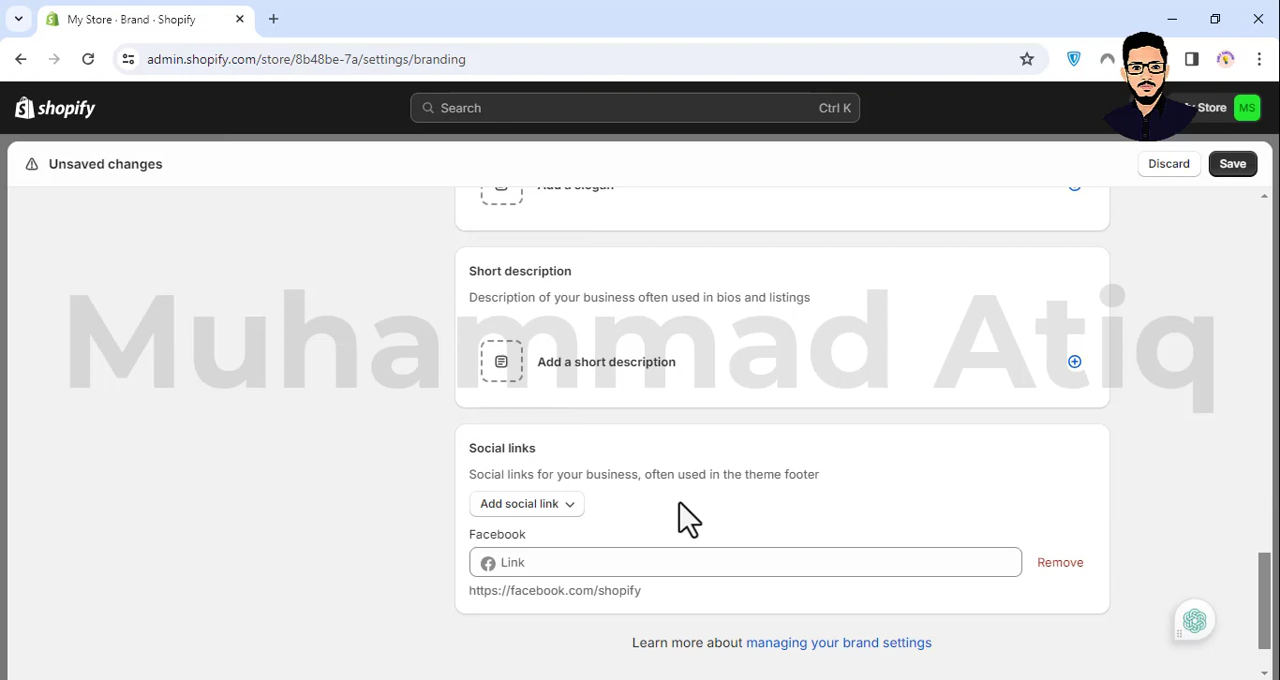 My Store · Brand · Shopify
admin.shopify.com/store/8b48be-7a/settings/branding
shopify
Search
Ctrl K
Store
MS
Unsaved changes
Discard
Save
Add a slogan
Short description
Description of your business often used in bios and listings
Muhammad Atiq
Add a short description
Social links
Social links for your business, often used in the theme footer
Add social link
Facebook
Link
Remove
https://facebook.com/shopify
Learn more about managing your brand settings